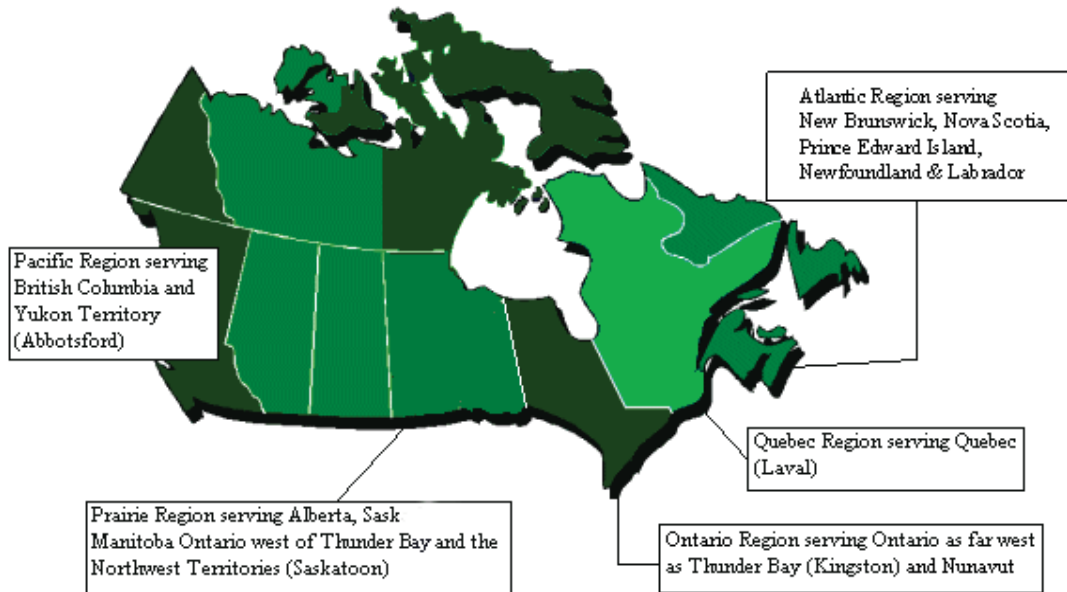 Atlantic Region serving
New Brunswick, Nova Scotia,
Prince Edward Island,
Newfoundland & Labrador
Pacific Region serving
British Columbia and
Yukon Territory
(Abbotsford)
Quebec Region serving Quebec
(Laval)
Prairie Region serving Alberta, Sask
Manitoba Ontario west of Thunder Bay and the
Northwest Territories (Saskatoon)
Ontario Region serving Ontario as far west
as Thunder Bay (Kingston) and Nunavut